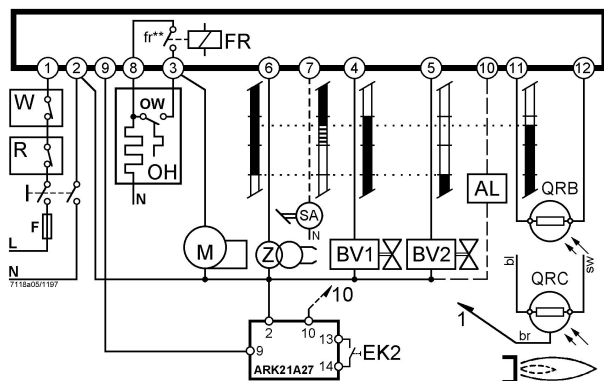 fr** FR
1 2 9 8 3 6 7 4 5 10 11 12
W
OW
R
OH
AL
QRB
N
F
SA
L
M
Z
N
BV1
BV2
bl
sw
N
QRC
7118a05/1197
10
1
br
2
10
13
EK2
9
14
ARK21A27